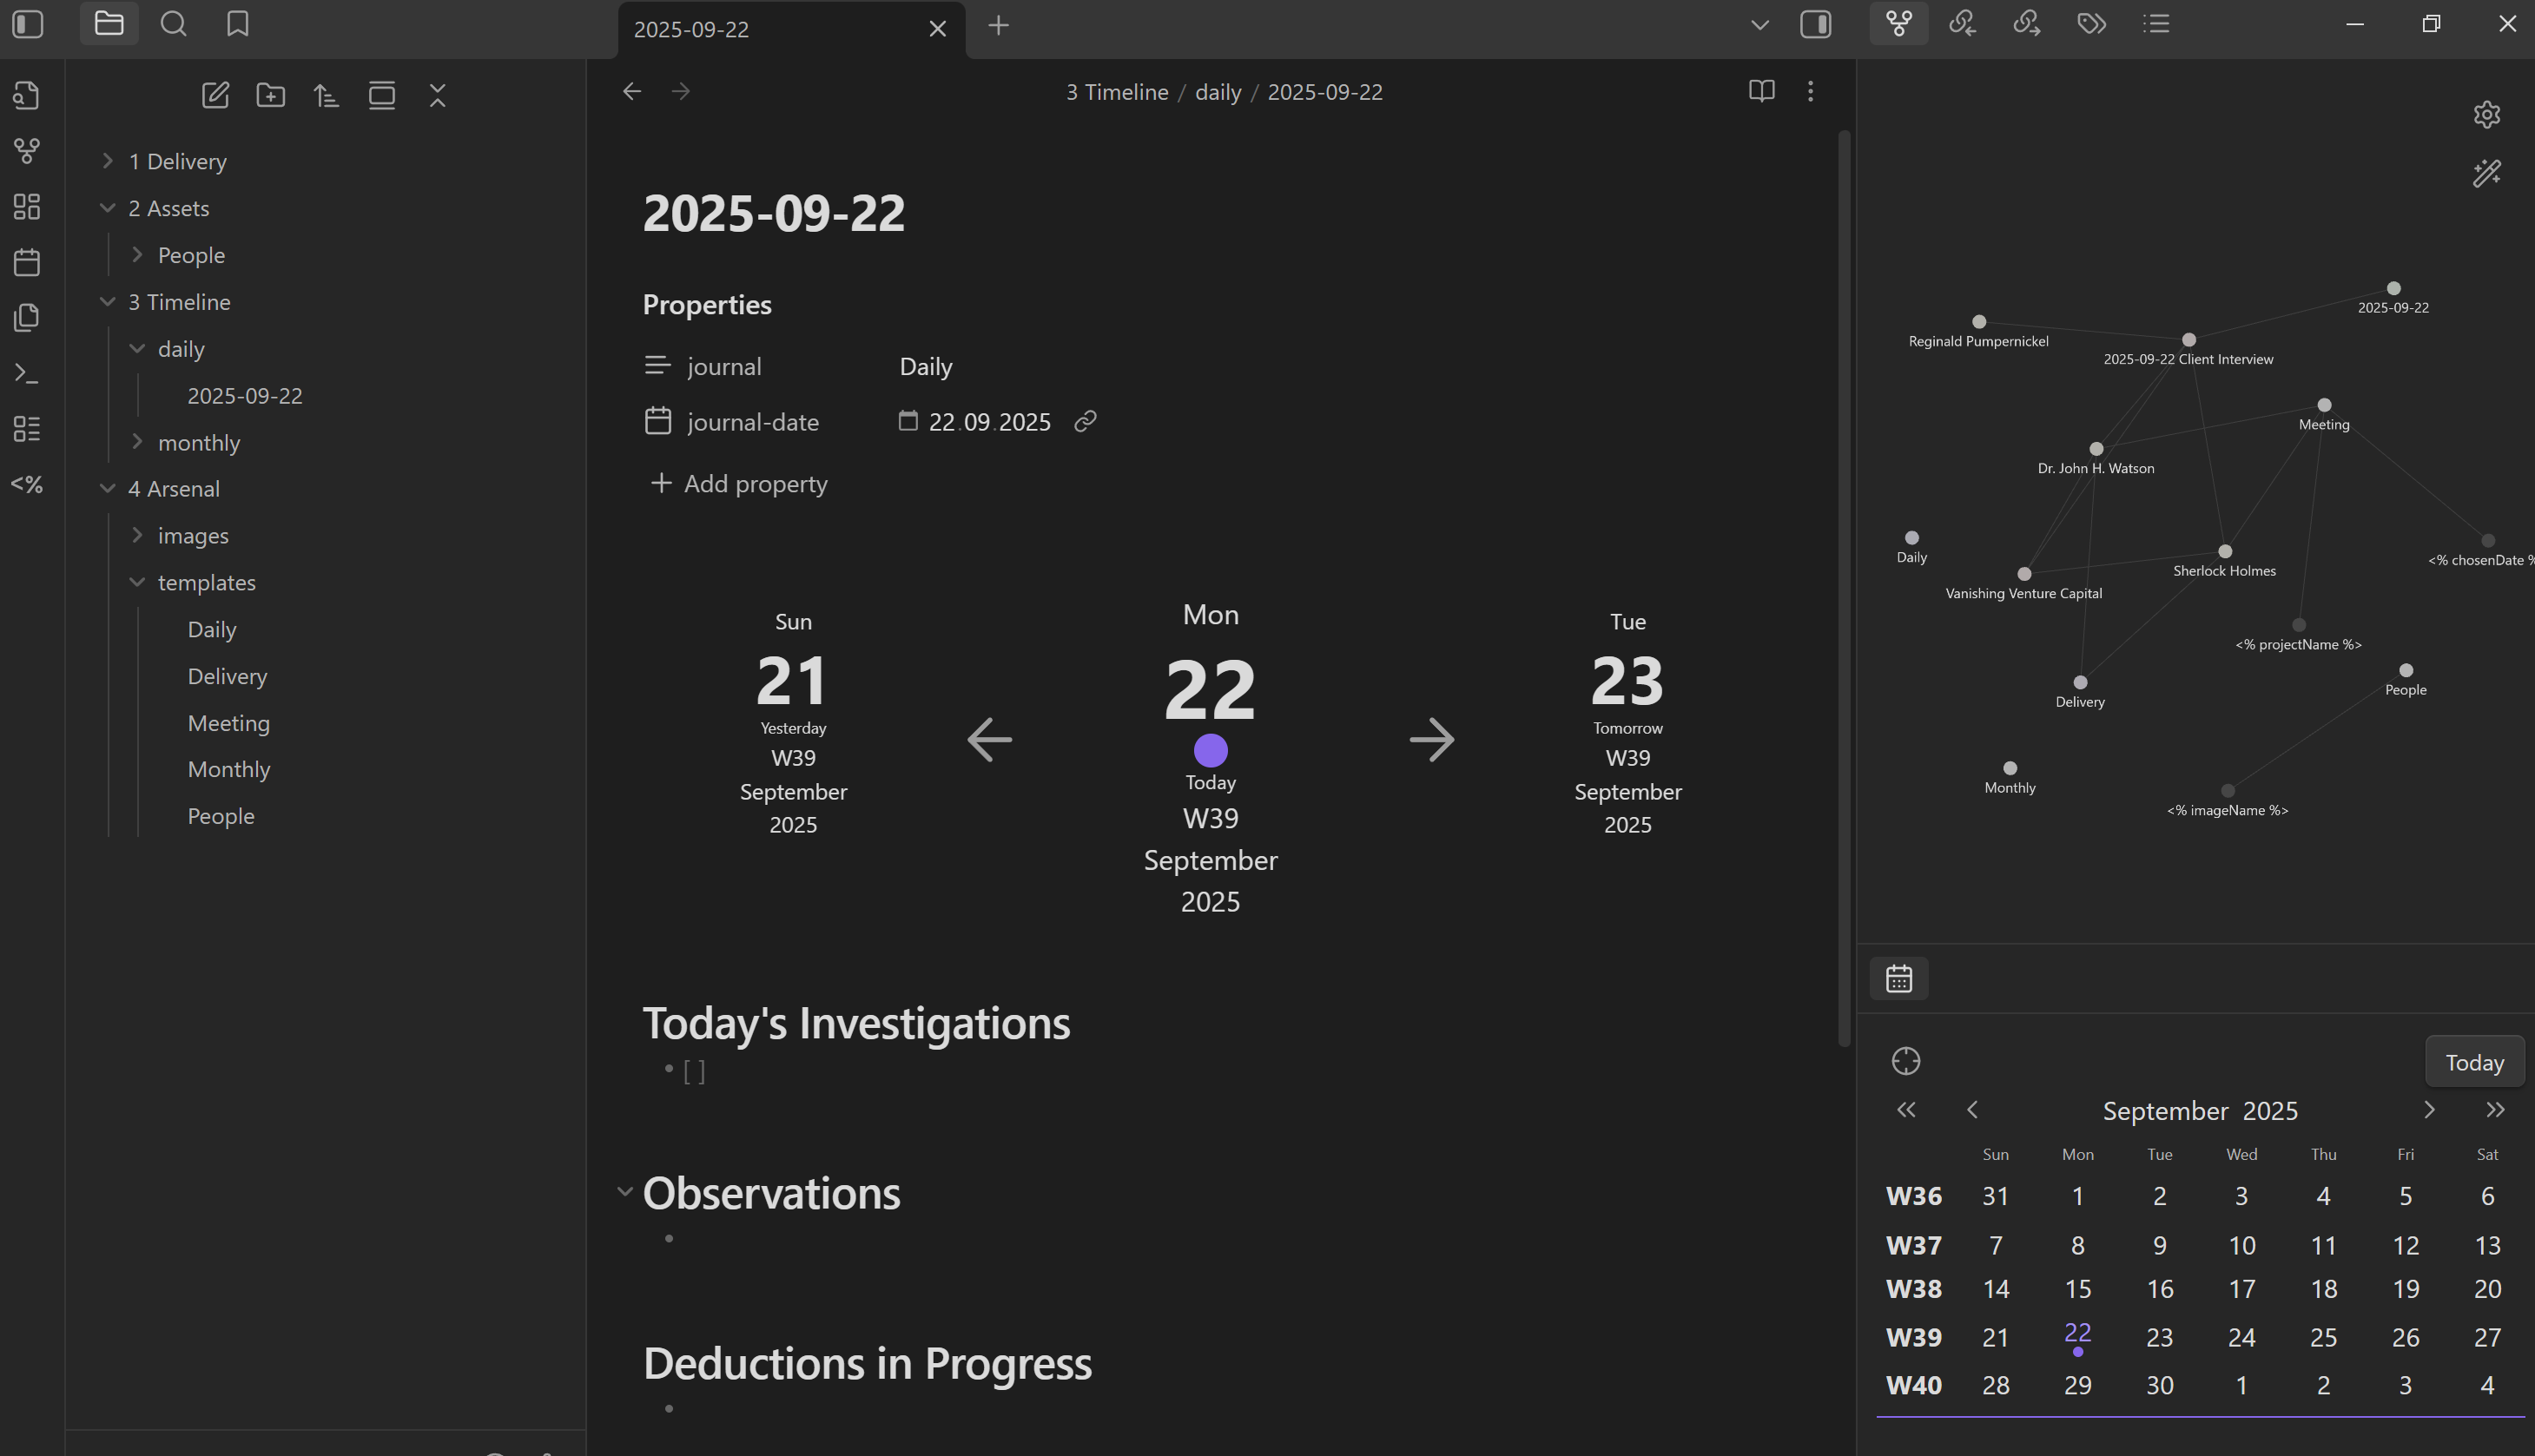 2025-09-22
3 Timeline / daily / 2025-09-22
<%
1 Delivery
2 Assets
People
3 Timeline
daily
2025-09-22
monthly
4 Arsenal
images
templates
Daily
Delivery
Meeting
Monthly
People
2025-09-22
Properties
journal Daily
journal-date 22.09.2025
Add property
Sun
21
Yesterday
W39
September
2025
Mon
22
Today
W39
September
2025
Tue
23
Tomorrow
W39
September
2025
Today's Investigations
[ ]
Observations
Deductions in Progress
2025-09-22
Reginald Pumpernickel
2025-09-22 Client Interview
Meeting
Dr. John H. Watson
Daily
<% chosenDate %
Sherlock Holmes
Vanishing Venture Capital
<% projectName %>
People
Delivery
Monthly
<% imageName %>
Today
September 2025
Sun Mon Tue Wed Thu Fri Sat
W36 31 1 2 3 4 5 6
W37 7 8 9 10 11 12 13
W38 14 15 16 17 18 19 20
W39 21 22 23 24 25 26 27
W40 28 29 30 1 2 3 4